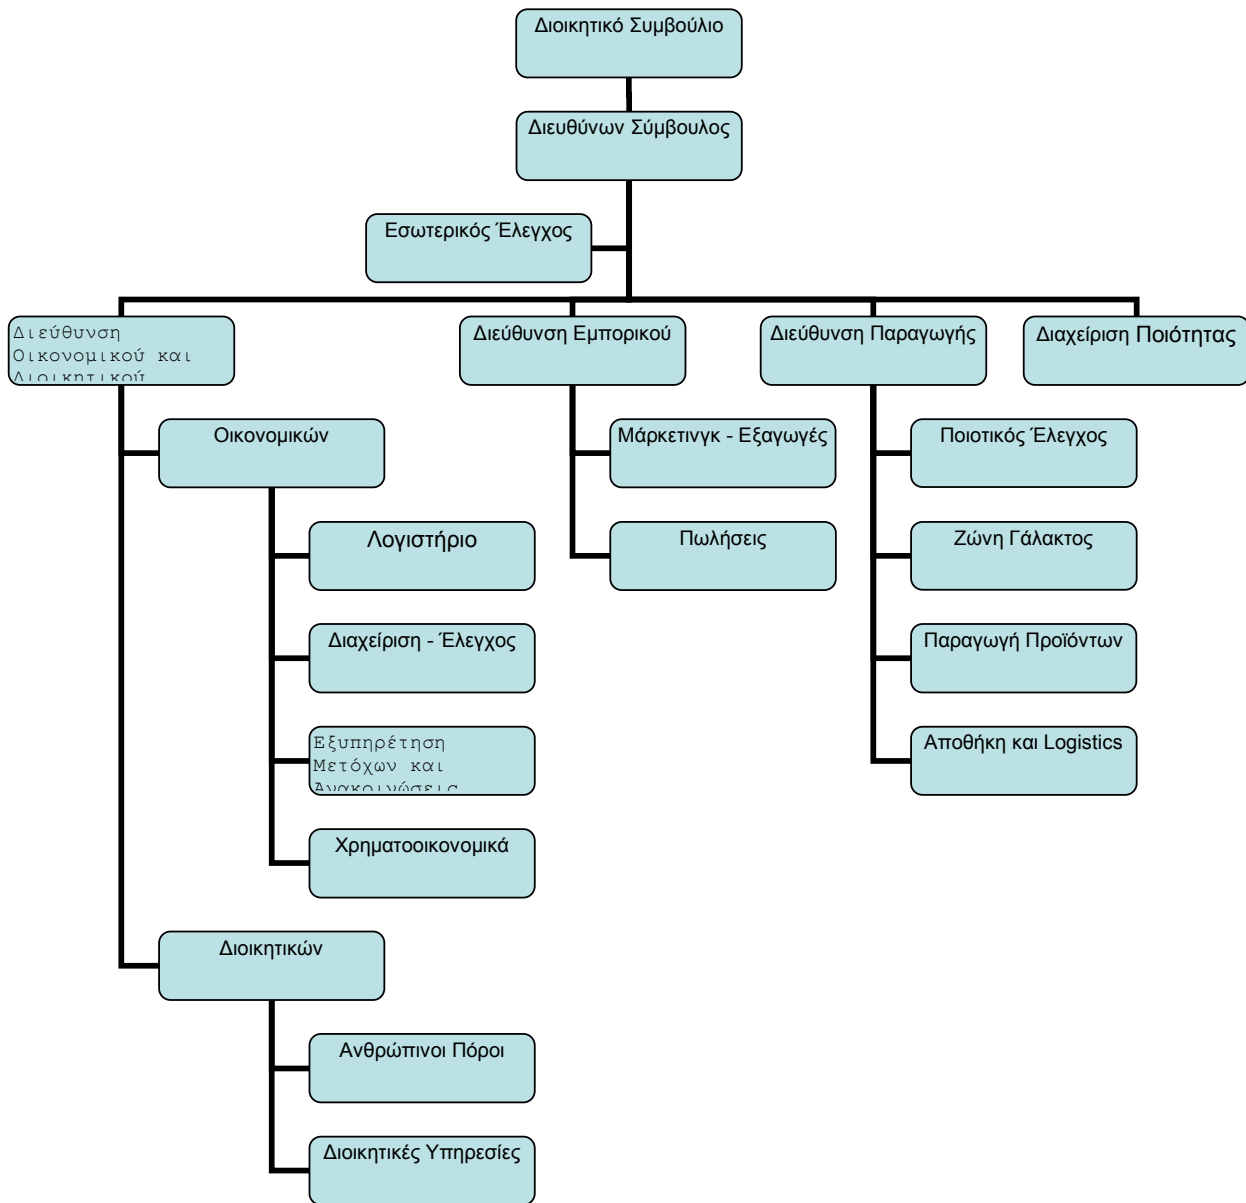 Διοικητικό Συμβούλιο
Διευθύνων Σύμβουλος
Εσωτερικός Έλεγχος
Διεύθυνση
Οικονομικού και
Διοικητικού
Διεύθυνση Εμπορικού
Διεύθυνση Παραγωγής
Διαχείριση Ποιότητας
Οικονομικών
Μάρκετινγκ - Εξαγωγές
Ποιοτικός Έλεγχος
Λογιστήριο
Πωλήσεις
Ζώνη Γάλακτος
Διαχείριση - Έλεγχος
Παραγωγή Προϊόντων
Εξυπηρέτηση
Μετόχων και
Ανακοινώσεις
Αποθήκη και Logistics
Χρηματοοικονομικά
Διοικητικών
Ανθρώπινοι Πόροι
Διοικητικές Υπηρεσίες